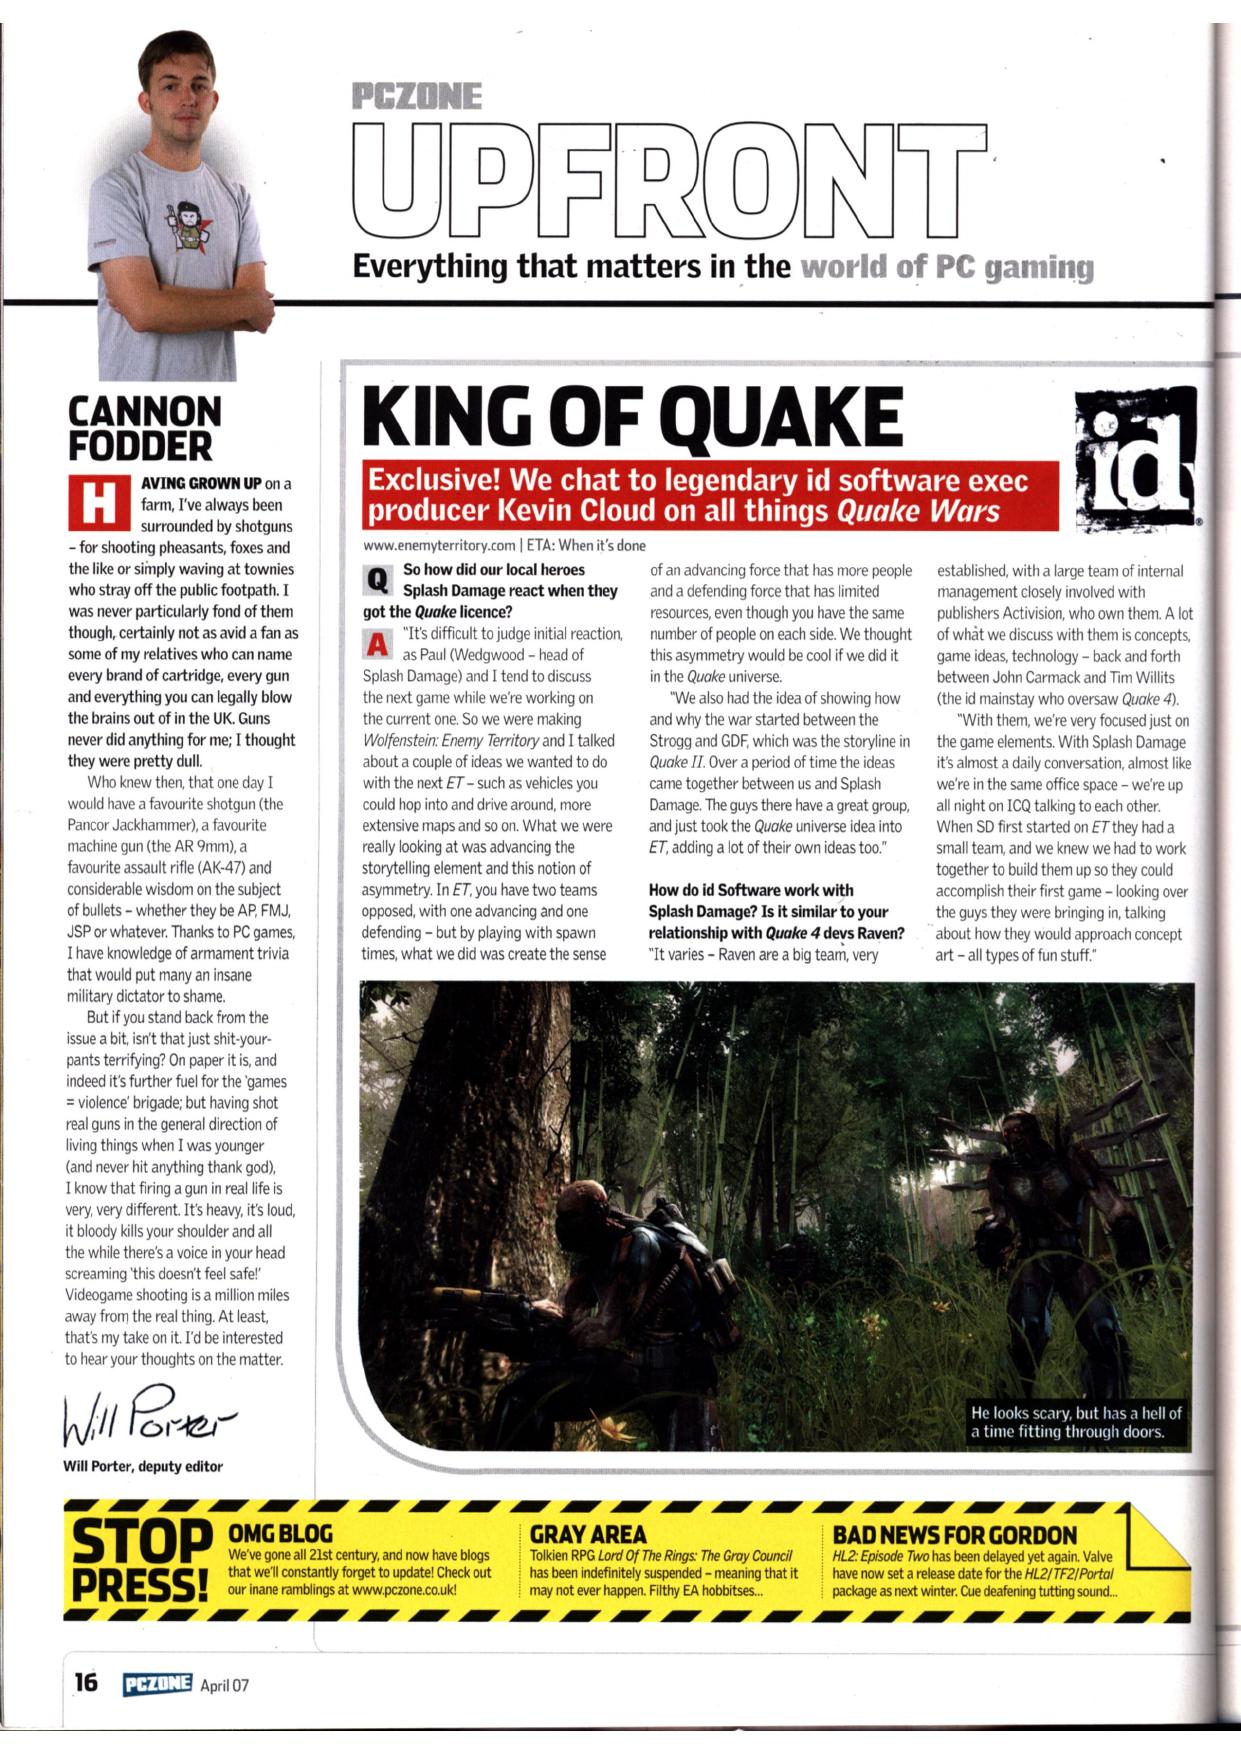 PCZONE
UPFRONT
Everything that matters in the world of PC gaming
CANNON
FODDER
HAVING GROWN UP on a
farm, I've always been
surrounded by shotguns
– for shooting pheasants, foxes and
the like or simply waving at townies
who stray off the public footpath. I
was never particularly fond of them
though, certainly not as avid a fan as
some of my relatives who can name
every brand of cartridge, every gun
and everything you can legally blow
the brains out of in the UK. Guns
never did anything for me; I thought
they were pretty dull.
Who knew then, that one day I
would have a favourite shotgun (the
Pancor Jackhammer), a favourite
machine gun (the AR 9mm), a
favourite assault rifle (AK-47) and
considerable wisdom on the subject
of bullets – whether they be AP, FMJ,
JSP or whatever. Thanks to PC games,
I have knowledge of armament trivia
that would put many an insane
military dictator to shame.
But if you stand back from the
issue a bit, isn't that just shit-your-
pants terrifying? On paper it is, and
indeed it's further fuel for the 'games
= violence' brigade; but having shot
real guns in the general direction of
living things when I was younger
(and never hit anything thank god),
I know that firing a gun in real life is
very, very different. It's heavy, it's loud,
it bloody kills your shoulder and all
the while there's a voice in your head
screaming 'this doesn't feel safe!'
Videogame shooting is a million miles
away from the real thing. At least,
that's my take on it. I'd be interested
to hear your thoughts on the matter.
Will Porter
Will Porter, deputy editor
KING OF QUAKE
id
®
Exclusive! We chat to legendary id software exec
producer Kevin Cloud on all things Quake Wars
www.enemyterritory.com | ETA: When it's done
Q So how did our local heroes
Splash Damage react when they
got the Quake licence?
A "It's difficult to judge initial reaction,
as Paul (Wedgwood – head of
Splash Damage) and I tend to discuss
the next game while we're working on
the current one. So we were making
Wolfenstein: Enemy Territory and I talked
about a couple of ideas we wanted to do
with the next ET – such as vehicles you
could hop into and drive around, more
extensive maps and so on. What we were
really looking at was advancing the
storytelling element and this notion of
asymmetry. In ET, you have two teams
opposed, with one advancing and one
defending – but by playing with spawn
times, what we did was create the sense
of an advancing force that has more people
and a defending force that has limited
resources, even though you have the same
number of people on each side. We thought
this asymmetry would be cool if we did it
in the Quake universe.
"We also had the idea of showing how
and why the war started between the
Strogg and GDF, which was the storyline in
Quake II. Over a period of time the ideas
came together between us and Splash
Damage. The guys there have a great group,
and just took the Quake universe idea into
ET, adding a lot of their own ideas too."
How do id Software work with
Splash Damage? Is it similar to your
relationship with Quake 4 devs Raven?
"It varies – Raven are a big team, very
established, with a large team of internal
management closely involved with
publishers Activision, who own them. A lot
of what we discuss with them is concepts,
game ideas, technology – back and forth
between John Carmack and Tim Willits
(the id mainstay who oversaw Quake 4).
"With them, we're very focused just on
the game elements. With Splash Damage
it's almost a daily conversation, almost like
we're in the same office space – we're up
all night on ICQ talking to each other.
When SD first started on ET they had a
small team, and we knew we had to work
together to build them up so they could
accomplish their first game – looking over
the guys they were bringing in, talking
about how they would approach concept
art – all types of fun stuff."
He looks scary, but has a hell of
a time fitting through doors.
STOP
PRESS!
OMG BLOG
We've gone all 21st century, and now have blogs
that we'll constantly forget to update! Check out
our inane ramblings at www.pczone.co.uk!
GRAY AREA
Tolkien RPG Lord Of The Rings: The Gray Council
has been indefinitely suspended – meaning that it
may not ever happen. Filthy EA hobbitses...
BAD NEWS FOR GORDON
HL2: Episode Two has been delayed yet again. Valve
have now set a release date for the HL2/TF2/Portal
package as next winter. Cue deafening tutting sound...
16 PCZONE April 07